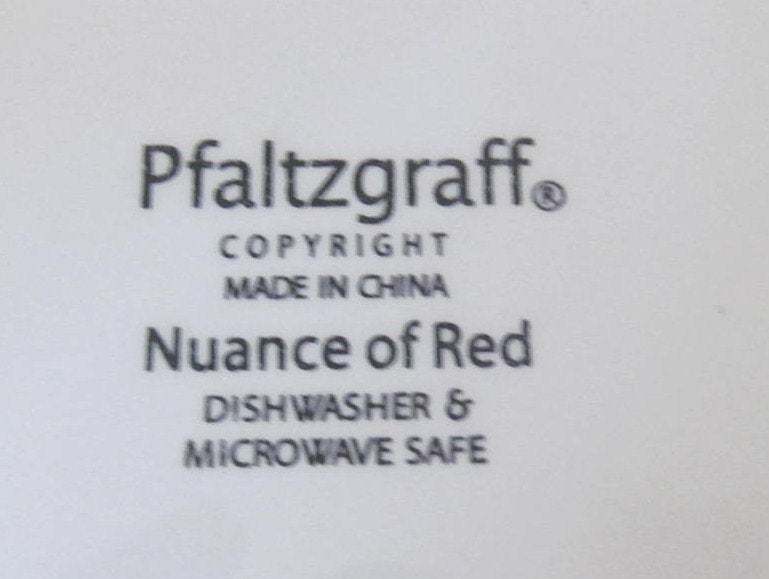 Pfaltzgraff®
COPYRIGHT
MADE IN CHINA
Nuance of Red
DISHWASHER &
MICROWAVE SAFE